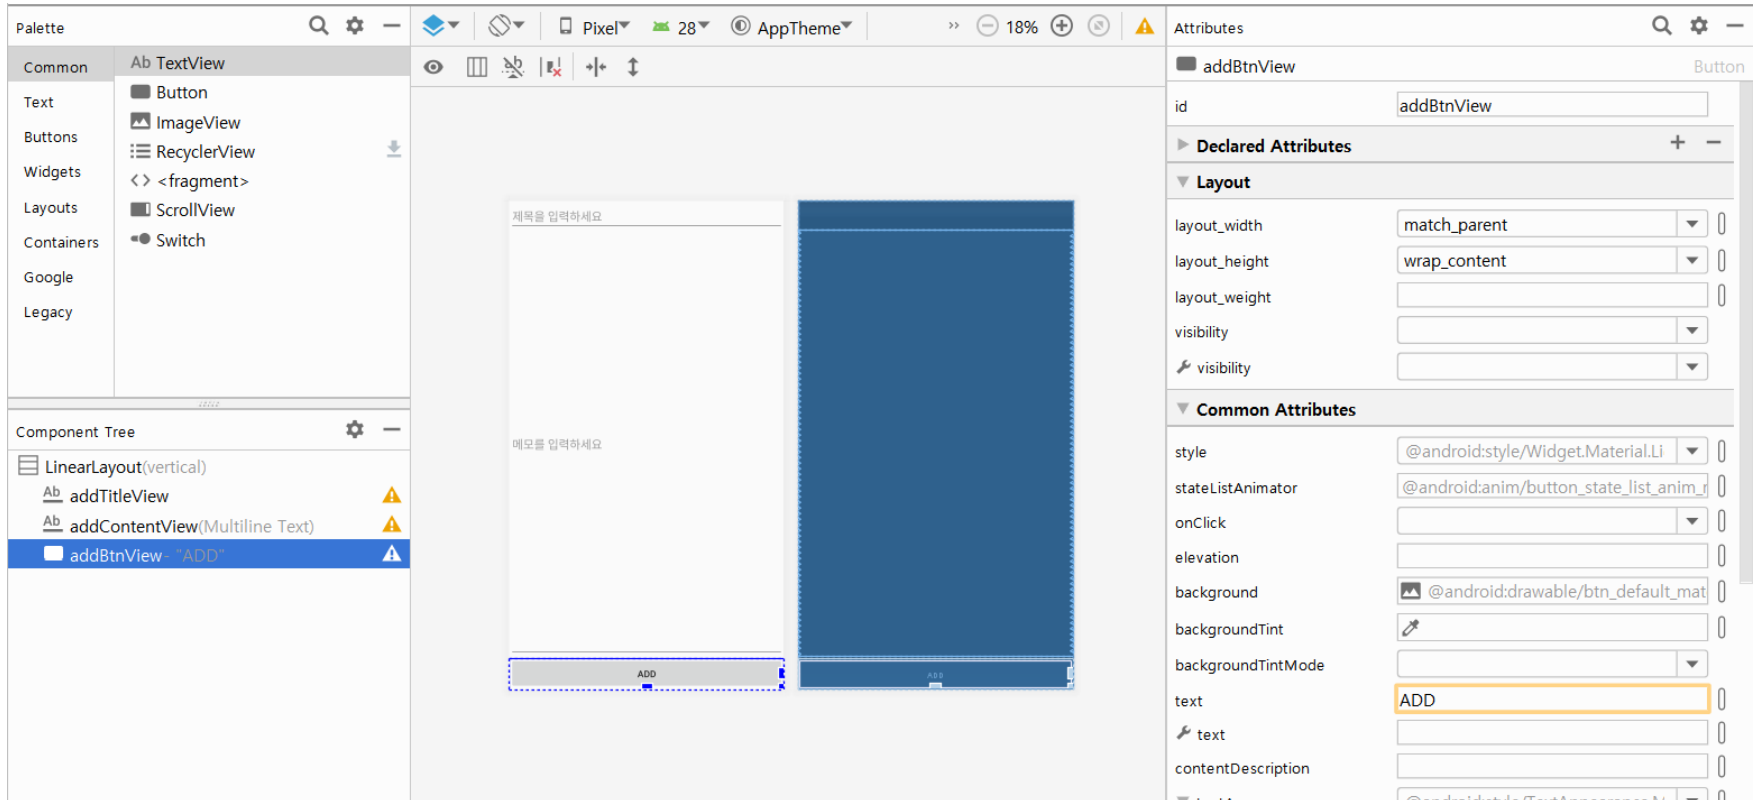 Palette
Common
Text
Buttons
Widgets
Layouts
Containers
Google
Legacy
Ab TextView
Button
ImageView
RecyclerView
<> <fragment>
ScrollView
Switch
Component Tree
LinearLayout(vertical)
Ab addTitleView
Ab addContentView(Multiline Text)
addBtnView- "ADD"
Pixel
28
AppTheme
»
18%
제목을 입력하세요
메모를 입력하세요
ADD
ADD
Attributes
addBtnView Button
id addBtnView
Declared Attributes
Layout
layout_width match_parent
layout_height wrap_content
layout_weight
visibility
visibility
Common Attributes
style @android:style/Widget.Material.Li
stateListAnimator @android:anim/button_state_list_anim_r
onClick
elevation
background @android:drawable/btn_default_mat
backgroundTint
backgroundTintMode
text ADD
text
contentDescription